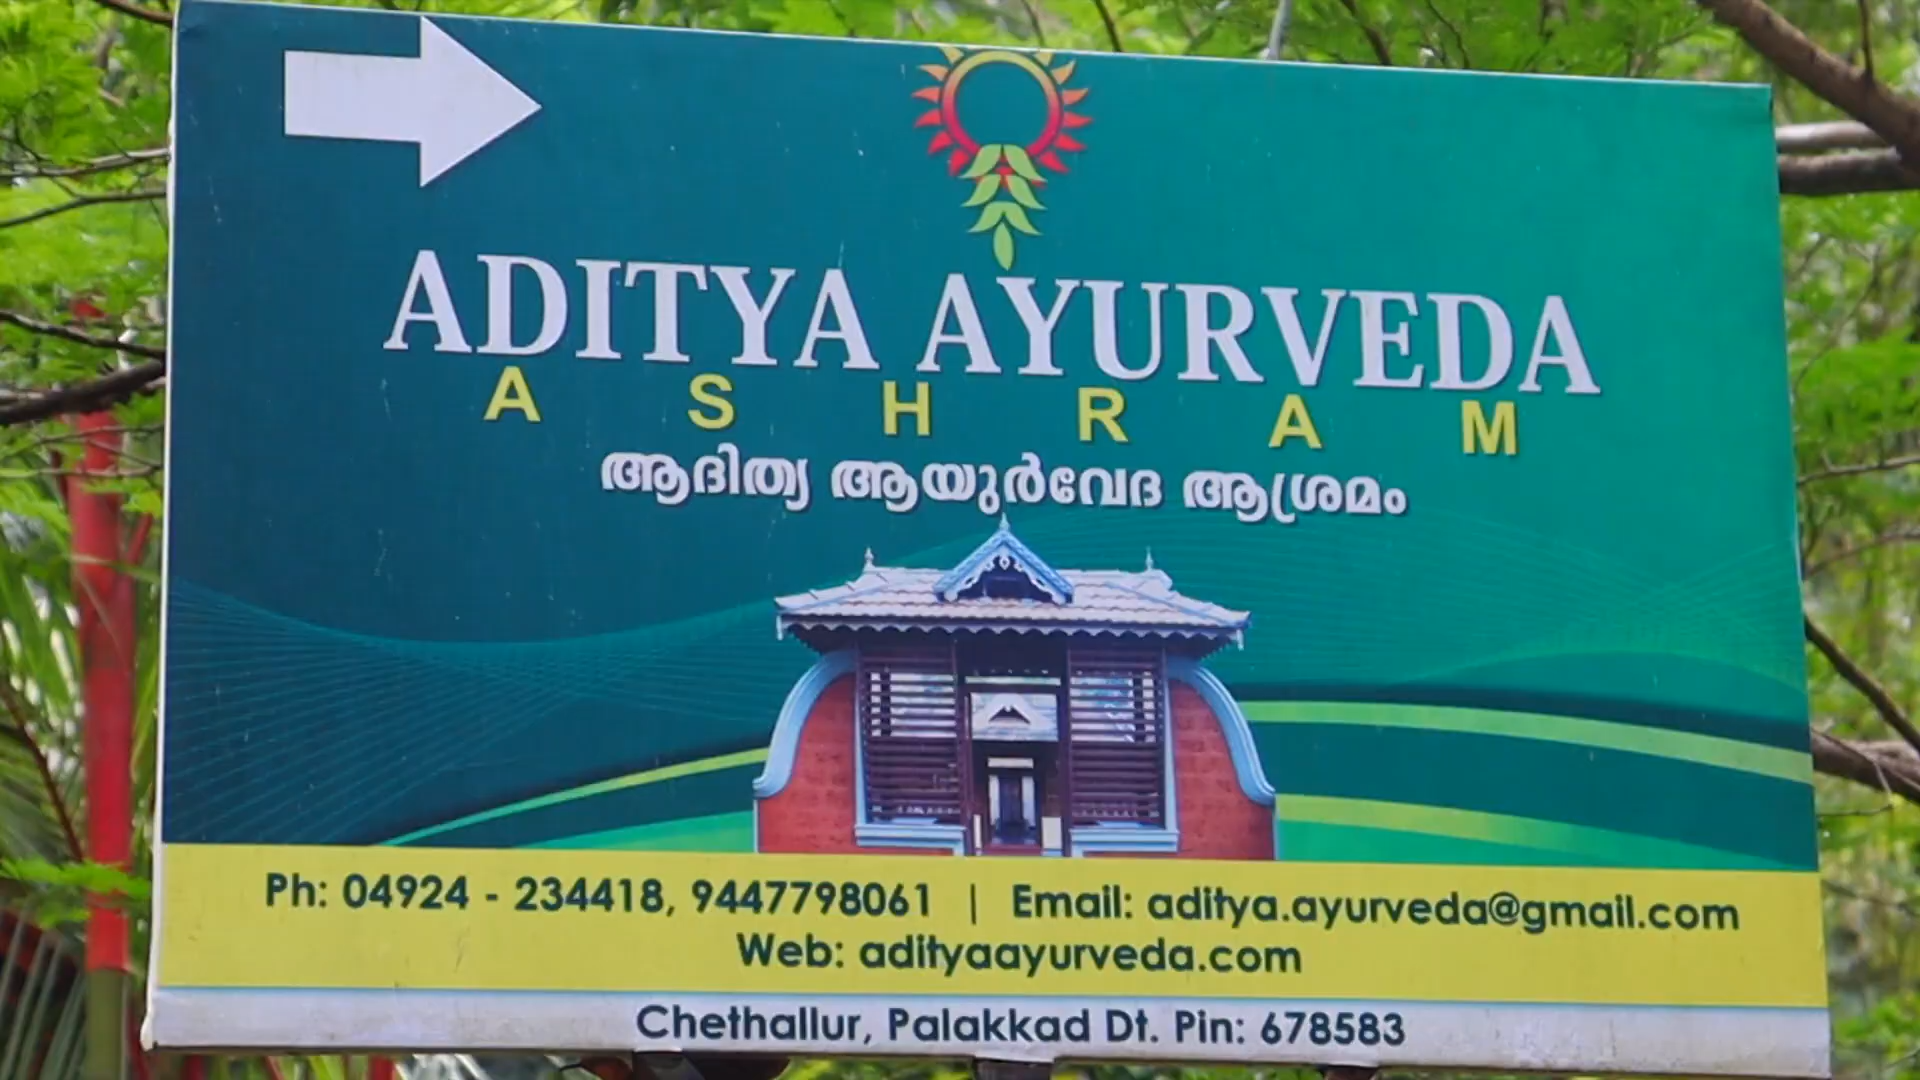 ADITYA AYURVEDA
ASHRAM
ആദിത്യ ആയുർവേദ ആശ്രമം
Ph: 04924 - 234418, 9447798061 | Email: aditya.ayurveda@gmail.com
Web: adityaayurveda.com
Chethallur, Palakkad Dt. Pin: 678583